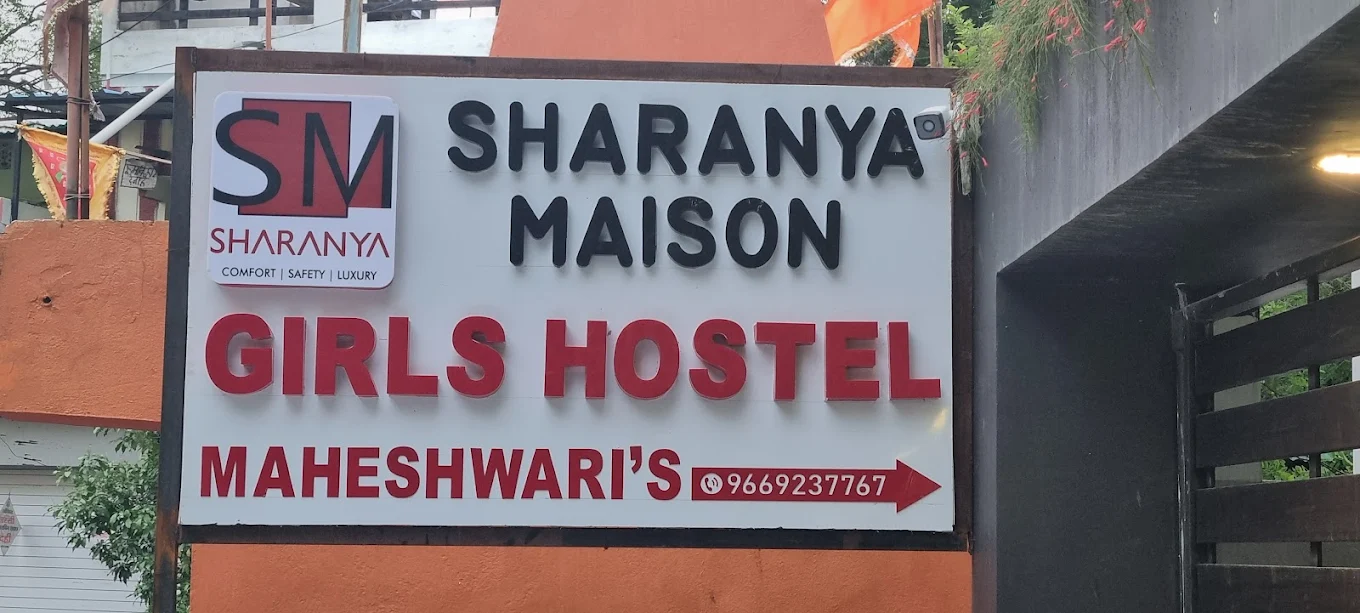 SM
SHARANYA
COMFORT | SAFETY | LUXURY
SHARANYA
MAISON
GIRLS HOSTEL
MAHESHWARI'S 9669237767